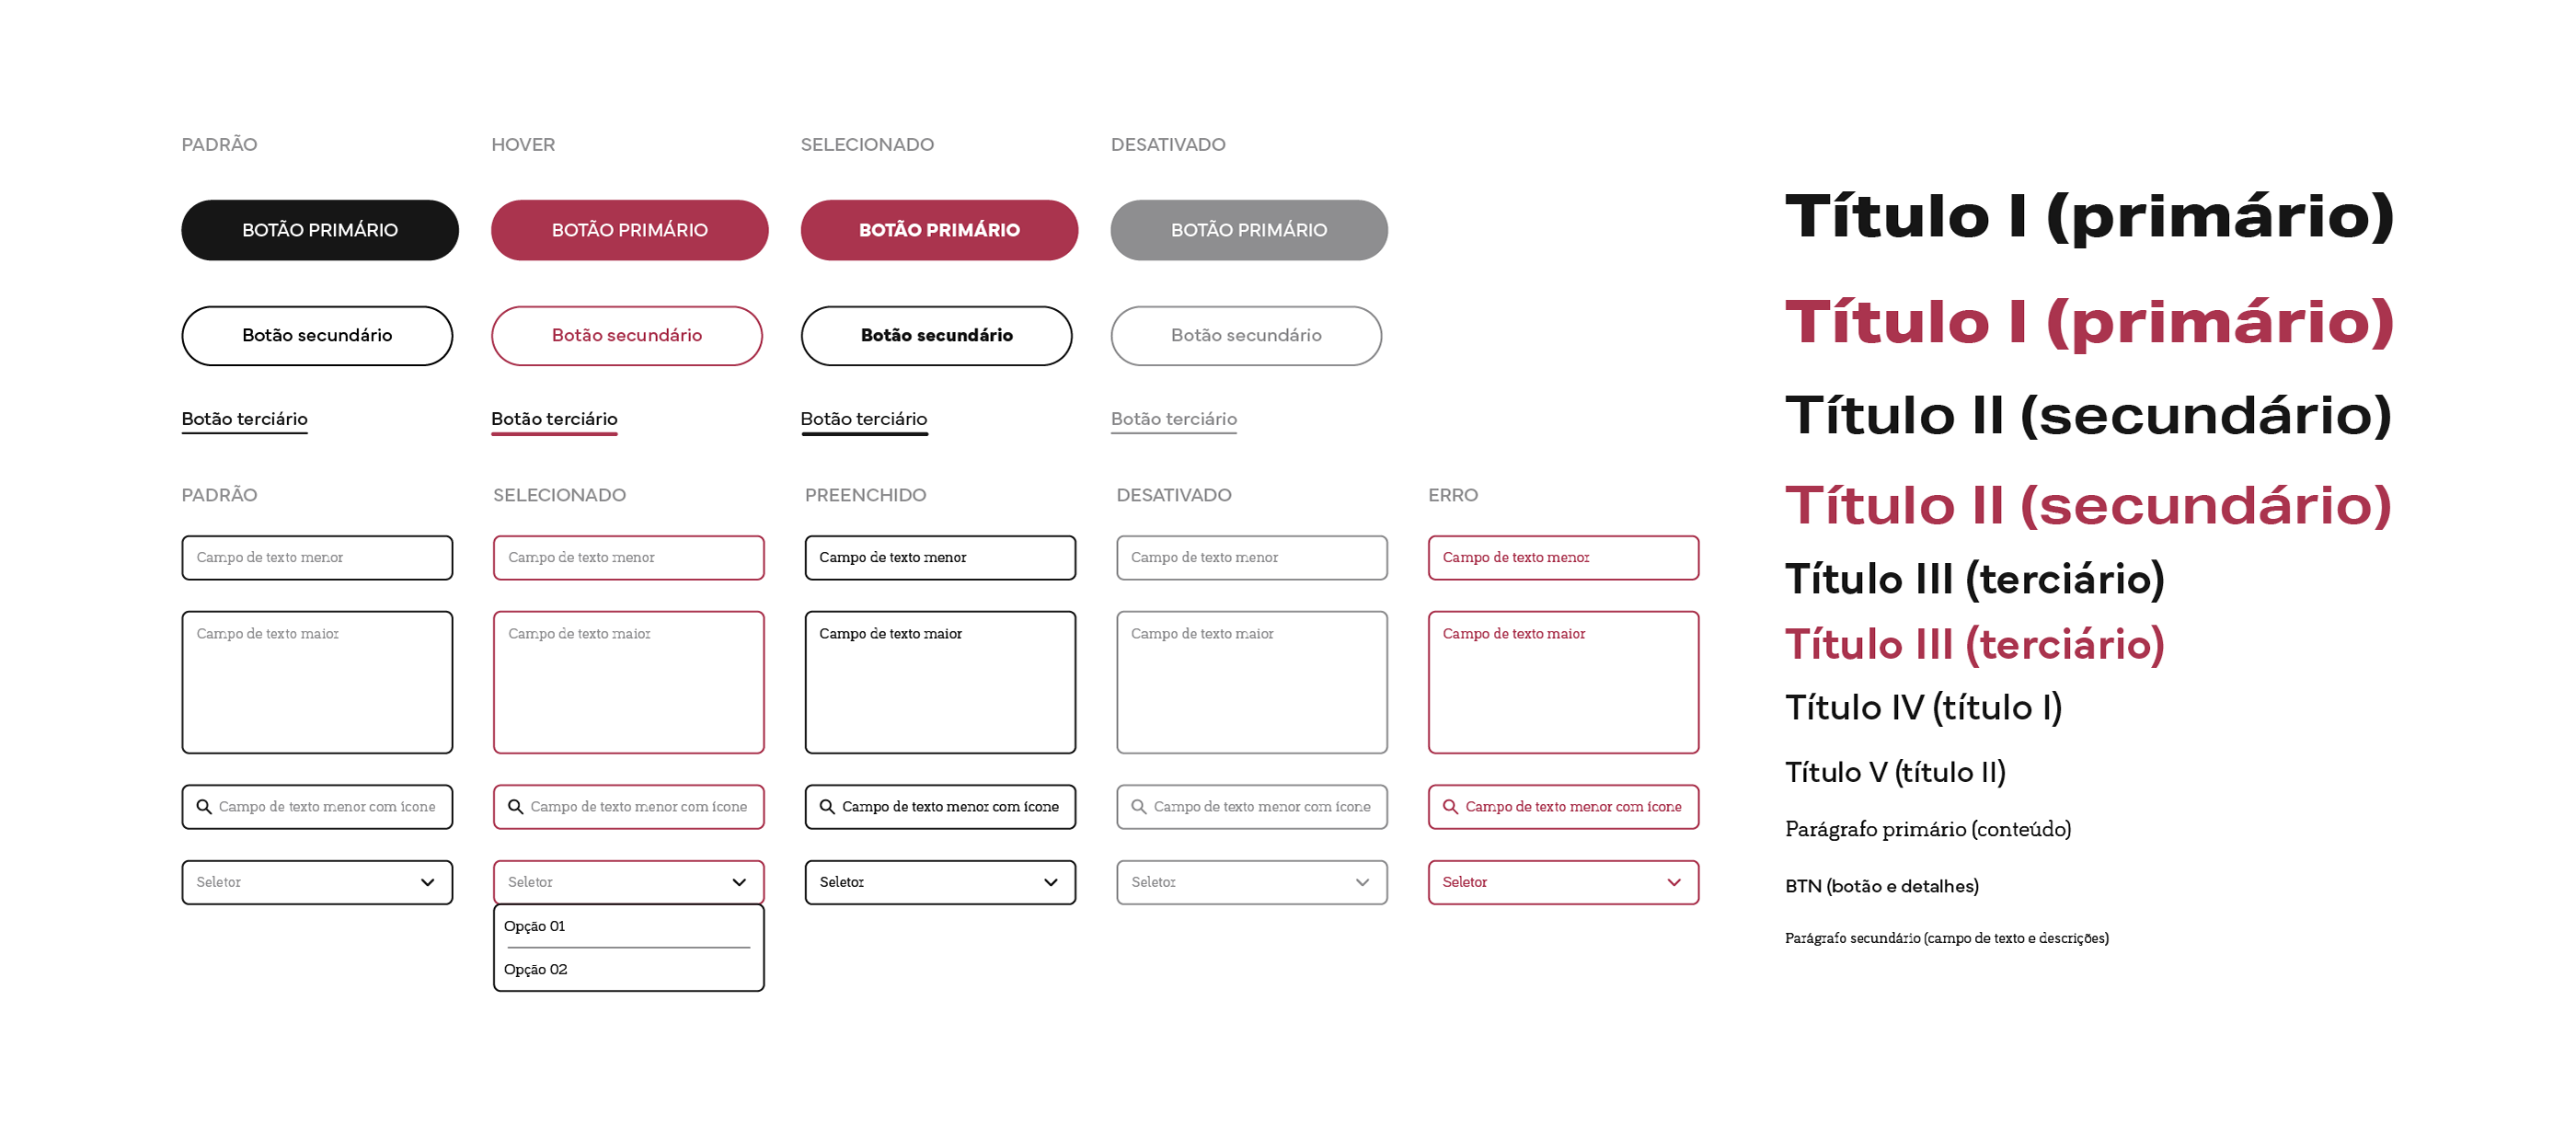 PADRÃO
HOVER
SELECIONADO
DESATIVADO
BOTÃO PRIMÁRIO
BOTÃO PRIMÁRIO
BOTÃO PRIMÁRIO
BOTÃO PRIMÁRIO
Botão secundário
Botão secundário
Botão secundário
Botão secundário
Botão terciário
Botão terciário
Botão terciário
Botão terciário
PADRÃO
SELECIONADO
PREENCHIDO
DESATIVADO
ERRO
Campo de texto menor
Campo de texto menor
Campo de texto menor
Campo de texto menor
Campo de texto menor
Campo de texto maior
Campo de texto maior
Campo de texto maior
Campo de texto maior
Campo de texto maior
Campo de texto menor com ícone
Campo de texto menor com ícone
Campo de texto menor com ícone
Campo de texto menor com ícone
Campo de texto menor com ícone
Seletor
Seletor
Seletor
Seletor
Seletor
Opção 01
Opção 02
Título I (primário)
Título I (primário)
Título II (secundário)
Título II (secundário)
Título III (terciário)
Título III (terciário)
Título IV (título I)
Título V (título II)
Parágrafo primário (conteúdo)
BTN (botão e detalhes)
Parágrafo secundário (campo de texto e descrições)